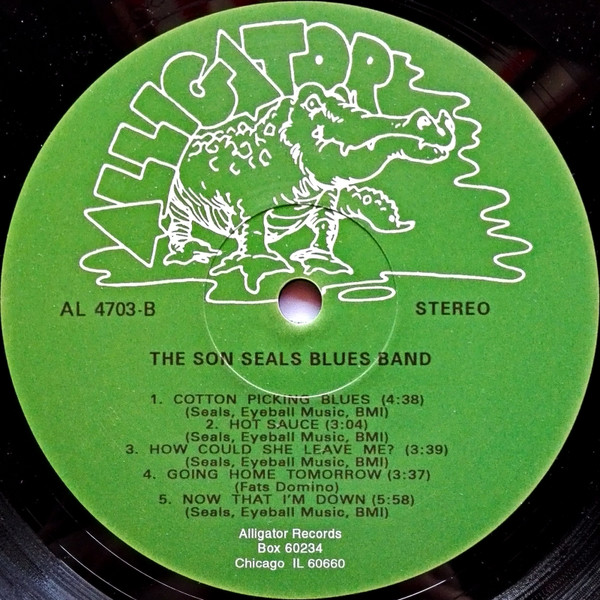 ALLIGATOR
AL 4703-B
STEREO
THE SON SEALS BLUES BAND
1. COTTON PICKING BLUES (4:38)
(Seals, Eyeball Music, BMI)
2. HOT SAUCE (3:04)
(Seals, Eyeball Music, BMI)
3. HOW COULD SHE LEAVE ME? (3:39)
(Seals, Eyeball Music, BMI)
4. GOING HOME TOMORROW (3:37)
(Fats Domino)
5. NOW THAT I'M DOWN (5:58)
(Seals, Eyeball Music, BMI)
Alligator Records
Box 60234
Chicago IL 60660